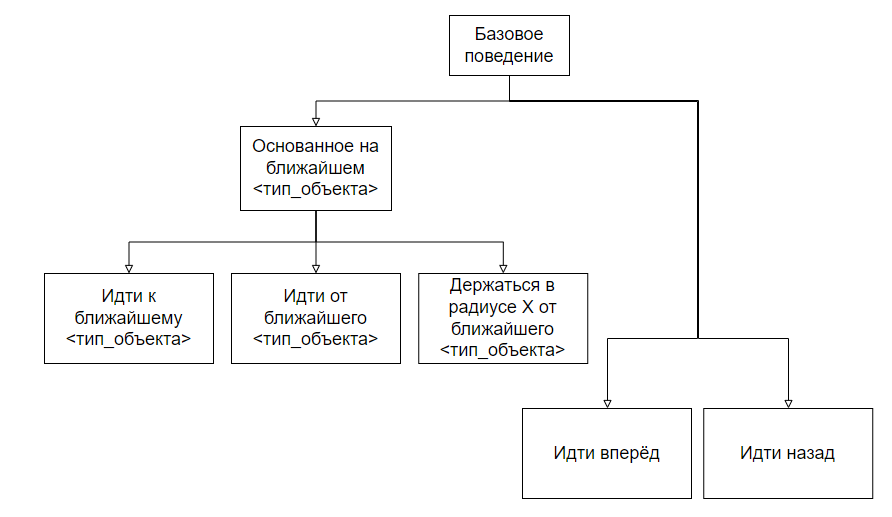 Базовое
поведение
Основанное на
ближайшем
<тип_объекта>
Идти к
ближайшему
<тип_объекта>
Идти от
ближайшего
<тип_объекта>
Держаться в
радиусе X от
ближайшего
<тип_объекта>
Идти вперёд
Идти назад